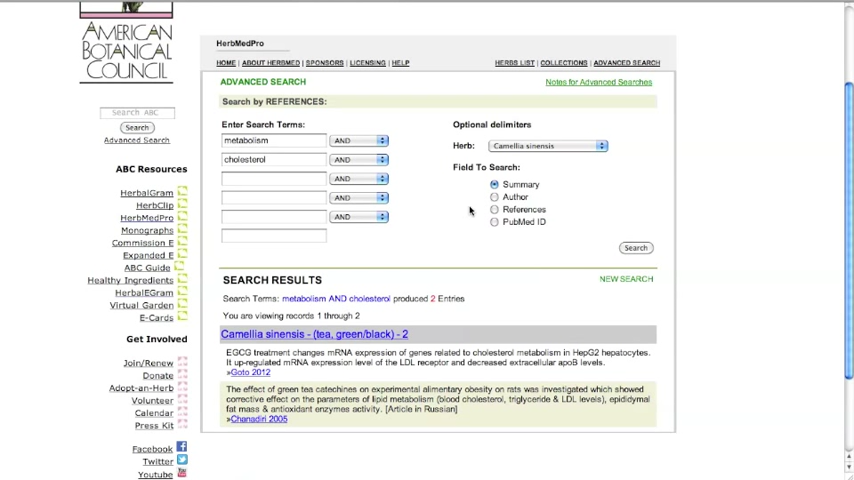 AMERICAN
BOTANICAL
COUNCIL
Search ABC
Search
Advanced Search
ABC Resources
HerbalGram
HerbClip
HerbMedPro
Monographs
Commission E
Expanded E
ABC Guide
Healthy Ingredients
HerbalEGram
Virtual Garden
E-Cards
Get Involved
Join/Renew
Donate
Adopt-an-Herb
Volunteer
Calendar
Press Kit
Facebook
Twitter
Youtube
HerbMedPro
HOME | ABOUT HERBMED | SPONSORS | LICENSING | HELP
HERBS LIST | COLLECTIONS | ADVANCED SEARCH
ADVANCED SEARCH
Notes for Advanced Searches
Search by REFERENCES:
Enter Search Terms:
metabolism AND
cholesterol AND
AND
AND
AND
Optional delimiters
Herb: Camellia sinensis
Field To Search:
Summary
Author
References
PubMed ID
Search
SEARCH RESULTS
NEW SEARCH
Search Terms: metabolism AND cholesterol produced 2 Entries
You are viewing records 1 through 2
Camellia sinensis - (tea, green/black) - 2
EGCG treatment changes mRNA expression of genes related to cholesterol metabolism in HepG2 hepatocytes.
It up-regulated mRNA expression level of the LDL receptor and decreased extracellular apoB levels.
»Goto 2012
The effect of green tea catechines on experimental alimentary obesity on rats was investigated which showed
corrective effect on the parameters of lipid metabolism (blood cholesterol, triglyceride & LDL levels), epididymal
fat mass & antioxidant enzymes activity. [Article in Russian]
»Chanadiri 2005